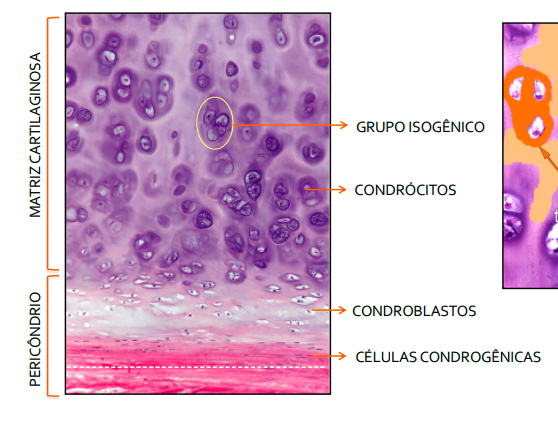 MATRIZ CARTILAGINOSA
GRUPO ISOGÊNICO
CONDRÓCITOS
PERICÔNDRIO
CONDROBLASTOS
CÉLULAS CONDROGÊNICAS